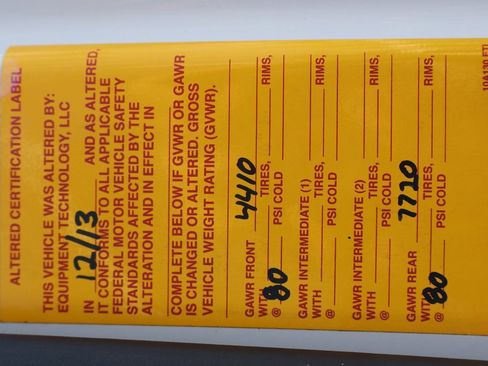 ALTERED CERTIFICATION LABEL
THIS VEHICLE WAS ALTERED BY:
EQUIPMENT TECHNOLOGY, LLC
IN 12/13 AND AS ALTERED,
IT CONFORMS TO ALL APPLICABLE
FEDERAL MOTOR VEHICLE SAFETY
STANDARDS AFFECTED BY THE
ALTERATION AND IN EFFECT IN
COMPLETE BELOW IF GVWR OR GAWR
IS CHANGED OR ALTERED. GROSS
VEHICLE WEIGHT RATING (GVWR).
GAWR FRONT 4410
WITH TIRES, RIMS,
@ 80 PSI COLD
GAWR INTERMEDIATE (1)
WITH TIRES, RIMS,
@ PSI COLD
GAWR INTERMEDIATE (2)
WITH TIRES, RIMS,
@ PSI COLD
GAWR REAR 7720
WITH TIRES, RIMS,
@ 80 PSI COLD